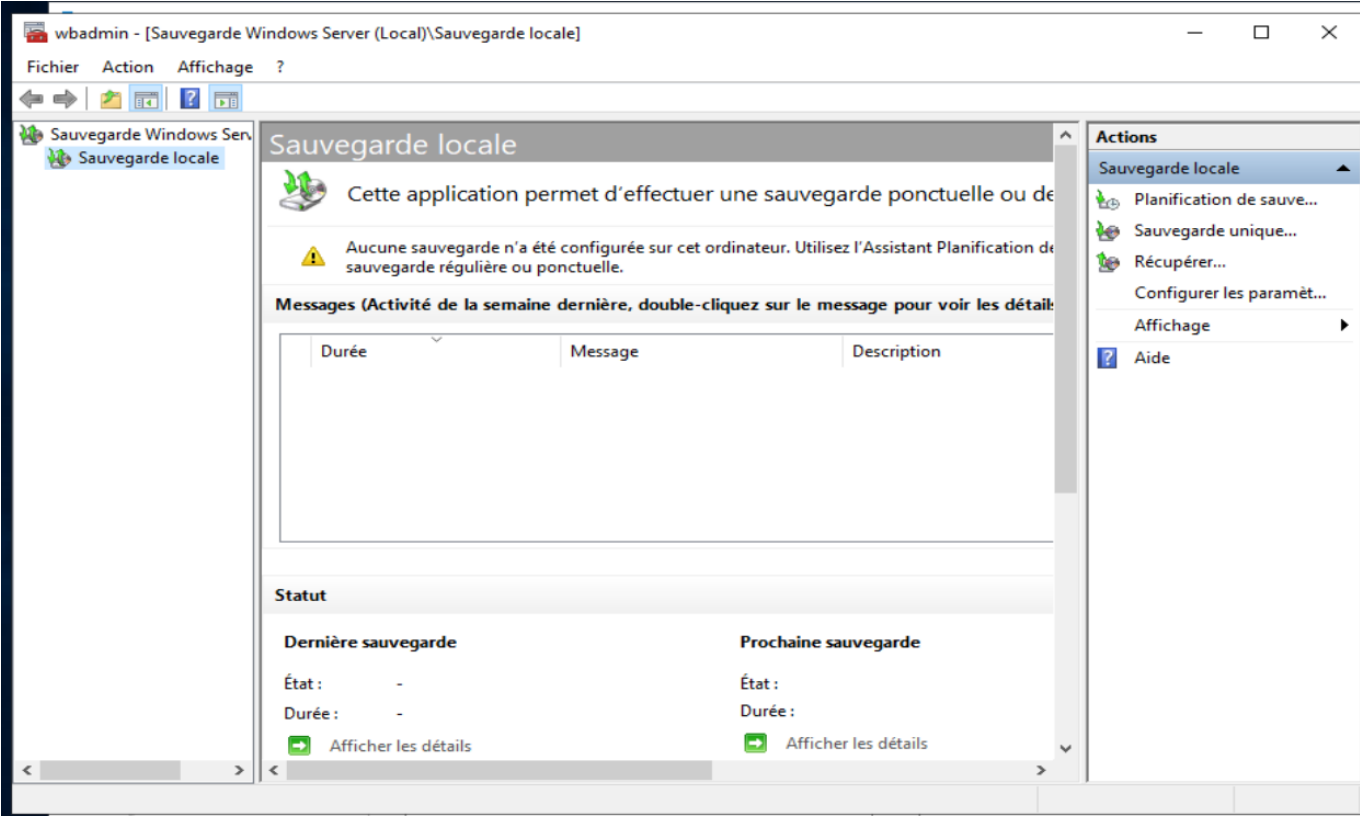 wbadmin - [Sauvegarde Windows Server (Local)\Sauvegarde locale]
Fichier Action Affichage ?
Sauvegarde Windows Serv
Sauvegarde locale
Sauvegarde locale
Cette application permet d'effectuer une sauvegarde ponctuelle ou de
Aucune sauvegarde n'a été configurée sur cet ordinateur. Utilisez l'Assistant Planification de
sauvegarde régulière ou ponctuelle.
Messages (Activité de la semaine dernière, double-cliquez sur le message pour voir les détails
Durée Message Description
Statut
Dernière sauvegarde
État : -
Durée : -
Afficher les détails
Prochaine sauvegarde
État :
Durée :
Afficher les détails
Actions
Sauvegarde locale
Planification de sauve...
Sauvegarde unique...
Récupérer...
Configurer les paramèt...
Affichage
Aide